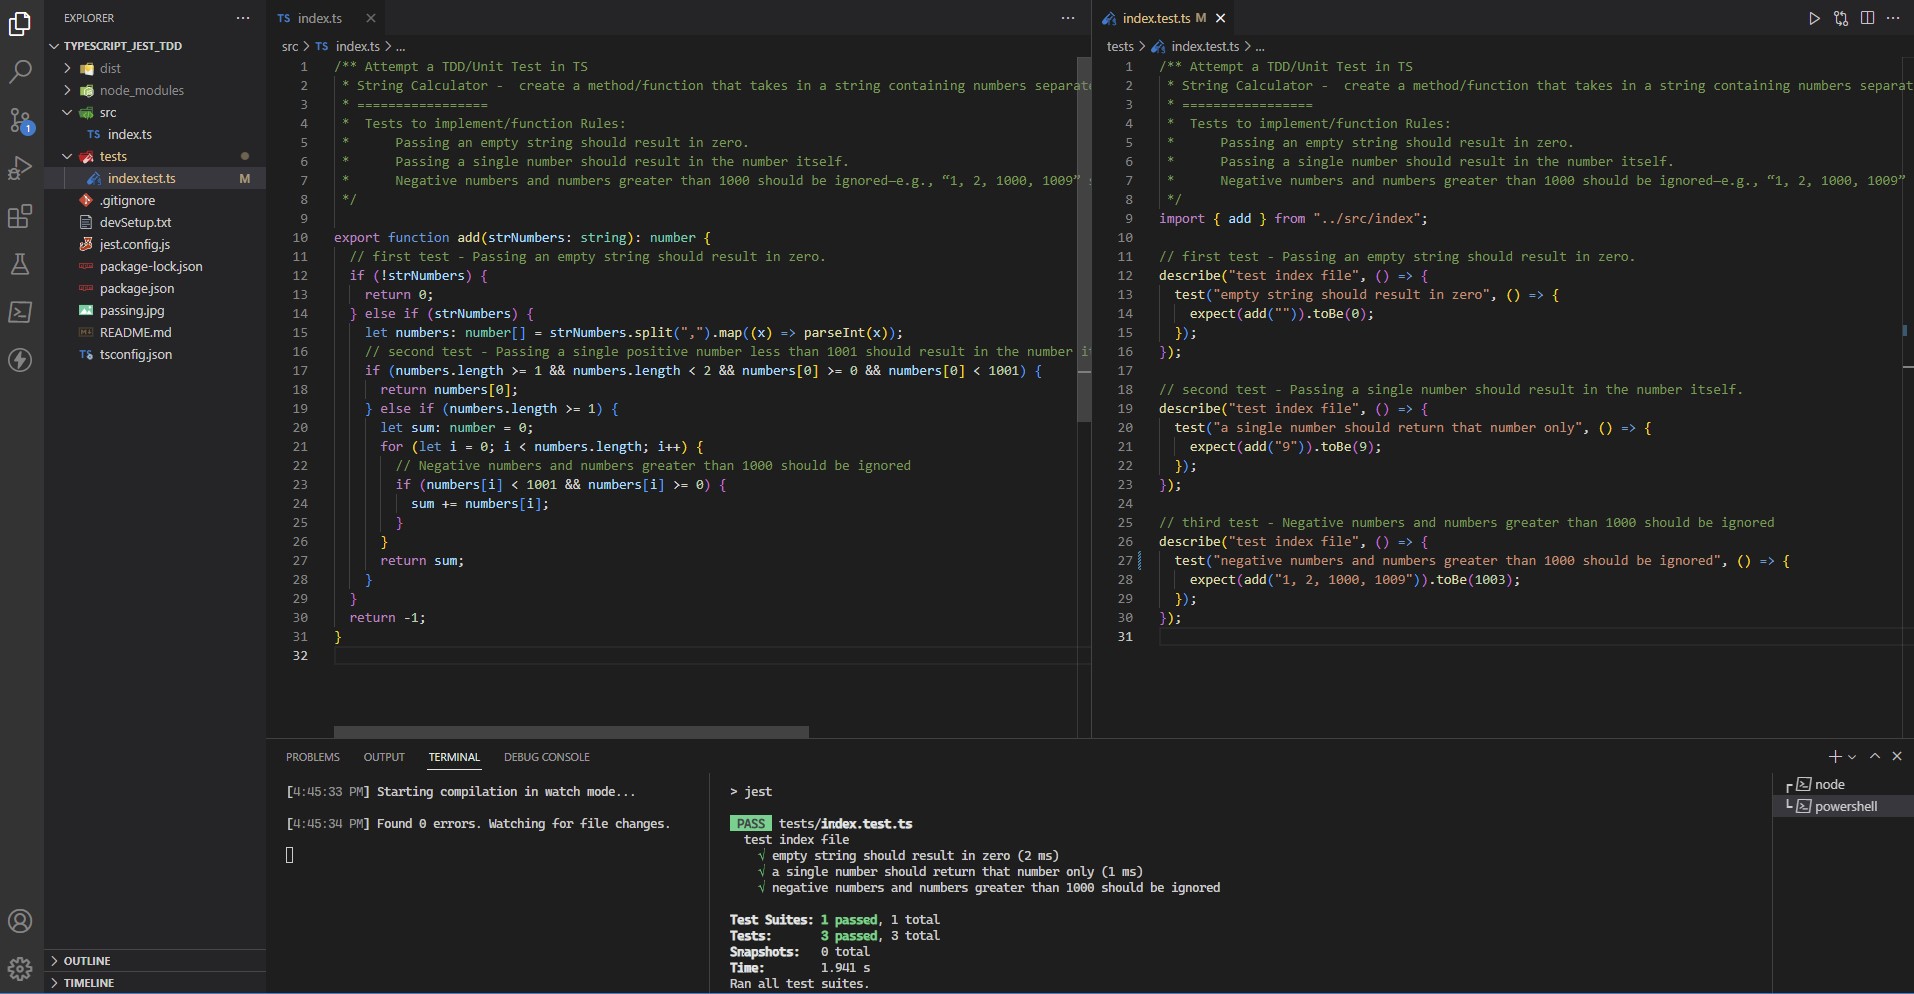 EXPLORER
TYPESCRIPT_JEST_TDD
dist
node_modules
src
TS index.ts
tests
index.test.ts M
.gitignore
devSetup.txt
jest.config.js
package-lock.json
package.json
passing.jpg
README.md
TS tsconfig.json
OUTLINE
TIMELINE
1
TS index.ts
src > TS index.ts > ...
1 /** Attempt a TDD/Unit Test in TS
2 * String Calculator -  create a method/function that takes in a string containing numbers
3 * =================
4 *  Tests to implement/function Rules:
5 *      Passing an empty string should result in zero.
6 *      Passing a single number should result in the number itself.
7 *      Negative numbers and numbers greater than 1000 should be ignored—e.g., “1, 2, 1000, 1009”
8 */
9
10 export function add(strNumbers: string): number {
11   // first test - Passing an empty string should result in zero.
12   if (!strNumbers) {
13     return 0;
14   } else if (strNumbers) {
15     let numbers: number[] = strNumbers.split(",").map((x) => parseInt(x));
16     // second test - Passing a single positive number less than 1001 should result in the number
17     if (numbers.length >= 1 && numbers.length < 2 && numbers[0] >= 0 && numbers[0] < 1001) {
18       return numbers[0];
19     } else if (numbers.length >= 1) {
20       let sum: number = 0;
21       for (let i = 0; i < numbers.length; i++) {
22         // Negative numbers and numbers greater than 1000 should be ignored
23         if (numbers[i] < 1001 && numbers[i] >= 0) {
24           sum += numbers[i];
25         }
26       }
27       return sum;
28     }
29   }
30   return -1;
31 }
32
index.test.ts M
tests > index.test.ts > ...
1 /** Attempt a TDD/Unit Test in TS
2 * String Calculator -  create a method/function that takes in a string containing numbers
3 * =================
4 *  Tests to implement/function Rules:
5 *      Passing an empty string should result in zero.
6 *      Passing a single number should result in the number itself.
7 *      Negative numbers and numbers greater than 1000 should be ignored—e.g., “1, 2, 1000, 1009”
8 */
9 import { add } from "../src/index";
10
11 // first test - Passing an empty string should result in zero.
12 describe("test index file", () => {
13   test("empty string should result in zero", () => {
14     expect(add("")).toBe(0);
15   });
16 });
17
18 // second test - Passing a single number should result in the number itself.
19 describe("test index file", () => {
20   test("a single number should return that number only", () => {
21     expect(add("9")).toBe(9);
22   });
23 });
24
25 // third test - Negative numbers and numbers greater than 1000 should be ignored
26 describe("test index file", () => {
27   test("negative numbers and numbers greater than 1000 should be ignored", () => {
28     expect(add("1, 2, 1000, 1009")).toBe(1003);
29   });
30 });
31
PROBLEMS OUTPUT TERMINAL DEBUG CONSOLE
[4:45:33 PM] Starting compilation in watch mode...
[4:45:34 PM] Found 0 errors. Watching for file changes.
> jest
PASS tests/index.test.ts
test index file
√ empty string should result in zero (2 ms)
√ a single number should return that number only (1 ms)
√ negative numbers and numbers greater than 1000 should be ignored
Test Suites: 1 passed, 1 total
Tests: 3 passed, 3 total
Snapshots: 0 total
Time: 1.941 s
Ran all test suites.
node
powershell